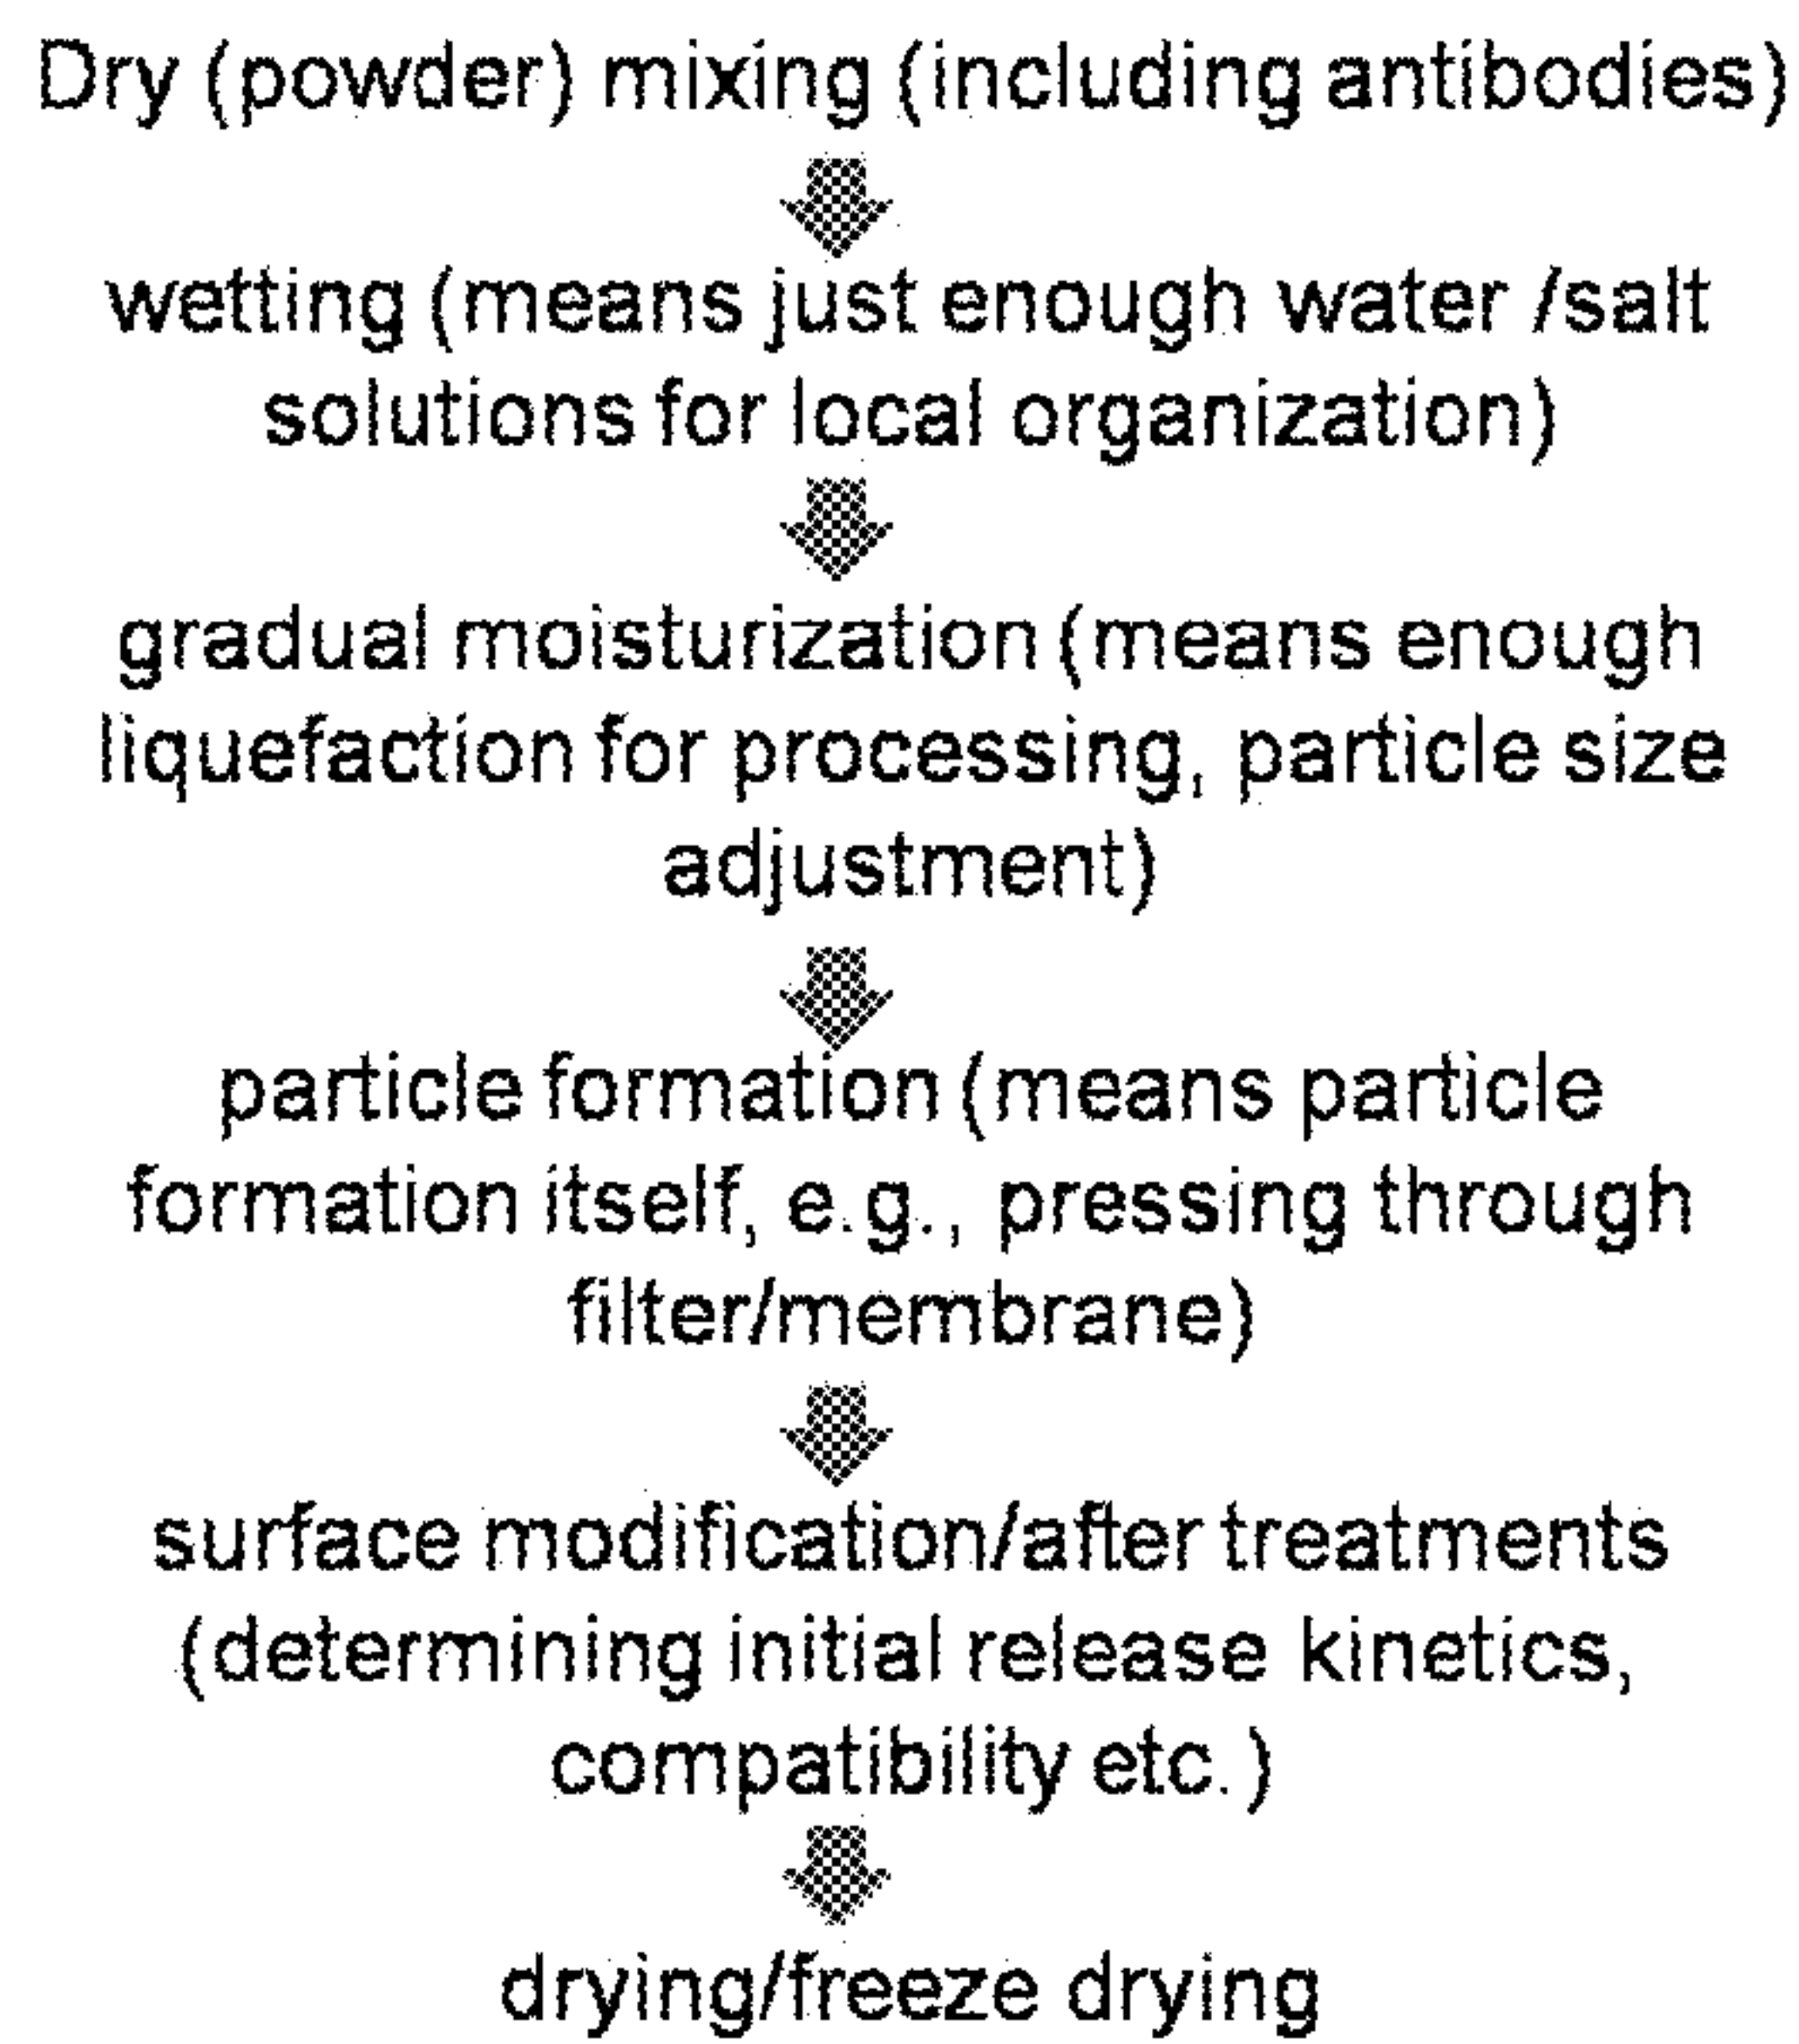 Dry (powder) mixing (including antibodies)
wetting (means just enough water /salt
solutions for local organization)
gradual moisturization (means enough
liquefaction for processing, particle size
adjustment)
particle formation (means particle
formation itself, e.g., pressing through
filter/membrane)
surface modification/after treatments
(determining initial release kinetics,
compatibility etc.)
drying/freeze drying